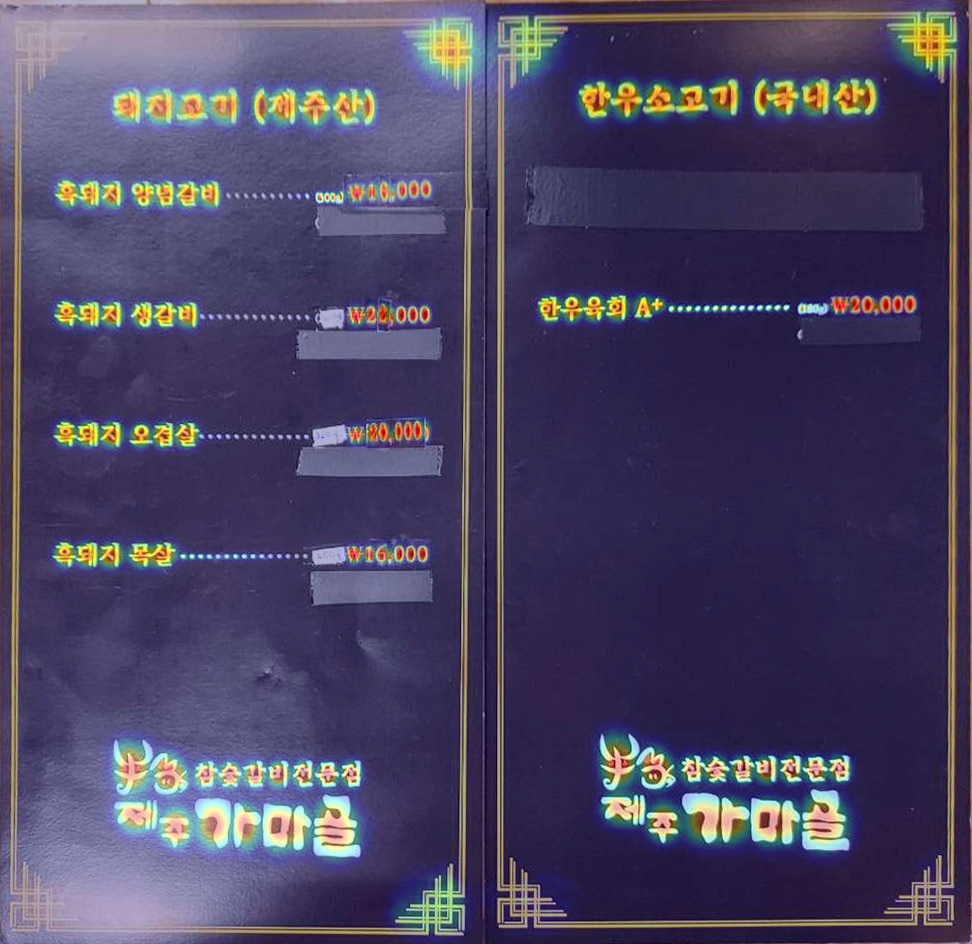 돼지고기 (제주산)
흑돼지 양념갈비 (300g) ₩16,000
흑돼지 생갈비 ₩22,000
흑돼지 오겹살 ₩20,000
흑돼지 목살 ₩16,000
참숯갈비전문점
제주 가마골
한우소고기 (국내산)
한우육회 A+ (180g) ₩20,000
참숯갈비전문점
제주 가마골